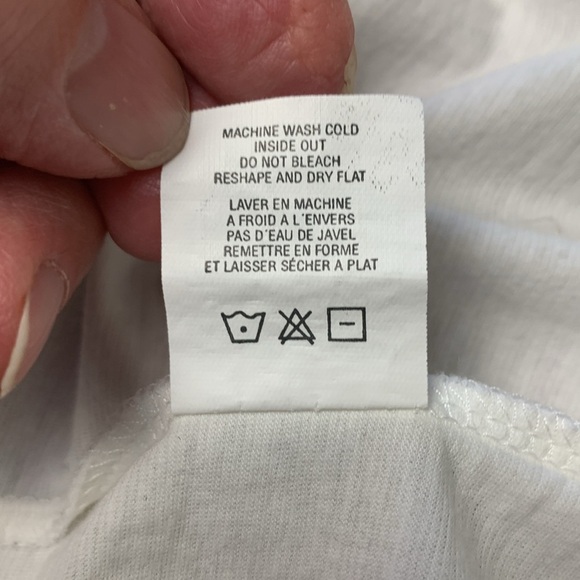 MACHINE WASH COLD
INSIDE OUT
DO NOT BLEACH
RESHAPE AND DRY FLAT
LAVER EN MACHINE
A FROID A L'ENVERS
PAS D'EAU DE JAVEL
REMETTRE EN FORME
ET LAISSER SÉCHER A PLAT